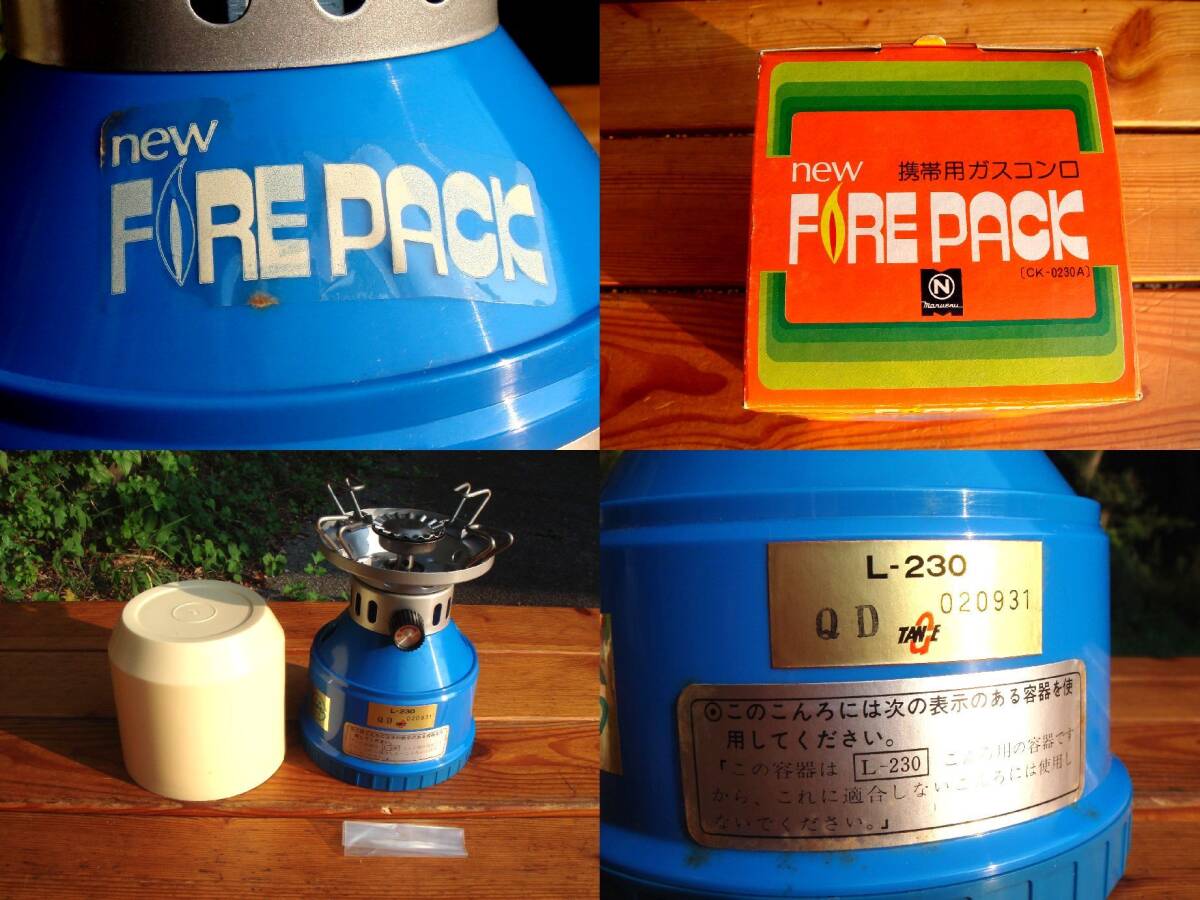 new
FIRE PACK
new 携帯用ガスコンロ
FIRE PACK
[CK-0230A]
N
L-230
QD 020931
L-230
QD TANGE 020931
⦿このこんろには次の表示のある容器を使
用してください。
「この容器は L-230 こんろ用の容器です
から、これに適合しないこんろには使用し
ないでください。」